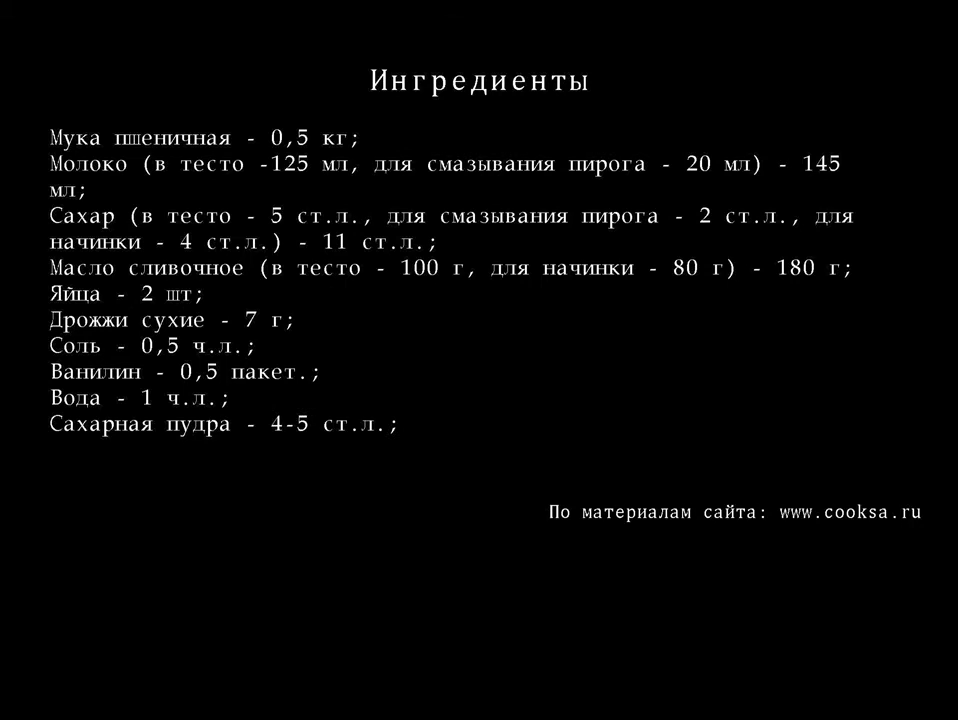 Ингредиенты
Мука пшеничная - 0,5 кг;
Молоко (в тесто -125 мл, для смазывания пирога - 20 мл) - 145
мл;
Сахар (в тесто - 5 ст.л., для смазывания пирога - 2 ст.л., для
начинки - 4 ст.л.) - 11 ст.л.;
Масло сливочное (в тесто - 100 г, для начинки - 80 г) - 180 г;
Яйца - 2 шт;
Дрожжи сухие - 7 г;
Соль - 0,5 ч.л.;
Ванилин - 0,5 пакет.;
Вода - 1 ч.л.;
Сахарная пудра - 4-5 ст.л.;
По материалам сайта: www.cooksa.ru